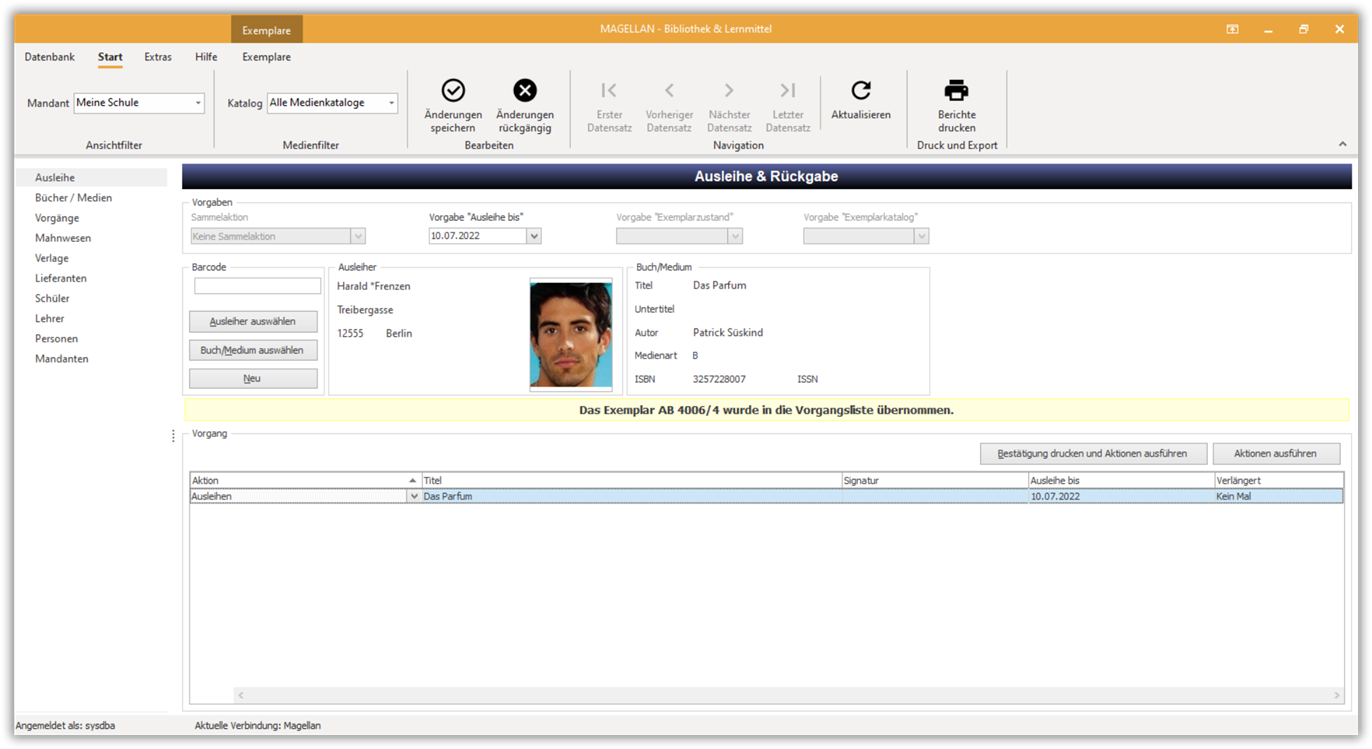 Exemplare
MAGELLAN - Bibliothek & Lernmittel
Datenbank Start Extras Hilfe Exemplare
Mandant Meine Schule
Ansichtfilter
Katalog Alle Medienkataloge
Medienfilter
Änderungen speichern
Änderungen rückgängig
Bearbeiten
Erster Datensatz
Vorheriger Datensatz
Nächster Datensatz
Letzter Datensatz
Aktualisieren
Navigation
Berichte drucken
Druck und Export
Ausleihe
Bücher / Medien
Vorgänge
Mahnwesen
Verlage
Lieferanten
Schüler
Lehrer
Personen
Mandanten
Ausleihe & Rückgabe
Vorgaben
Sammelaktion
Keine Sammelaktion
Vorgabe "Ausleihe bis"
10.07.2022
Vorgabe "Exemplarzustand"
Vorgabe "Exemplarkatalog"
Barcode
Ausleiher auswählen
Buch/Medium auswählen
Neu
Ausleiher
Harald *Frenzen
Treibergasse
12555 Berlin
Buch/Medium
Titel Das Parfum
Untertitel
Autor Patrick Süskind
Medienart B
ISBN 3257228007 ISSN
Das Exemplar AB 4006/4 wurde in die Vorgangsliste übernommen.
Vorgang
Bestätigung drucken und Aktionen ausführen Aktionen ausführen
Aktion Titel Signatur Ausleihe bis Verlängert
Ausleihen Das Parfum 10.07.2022 Kein Mal
Angemeldet als: sysdba Aktuelle Verbindung: Magellan